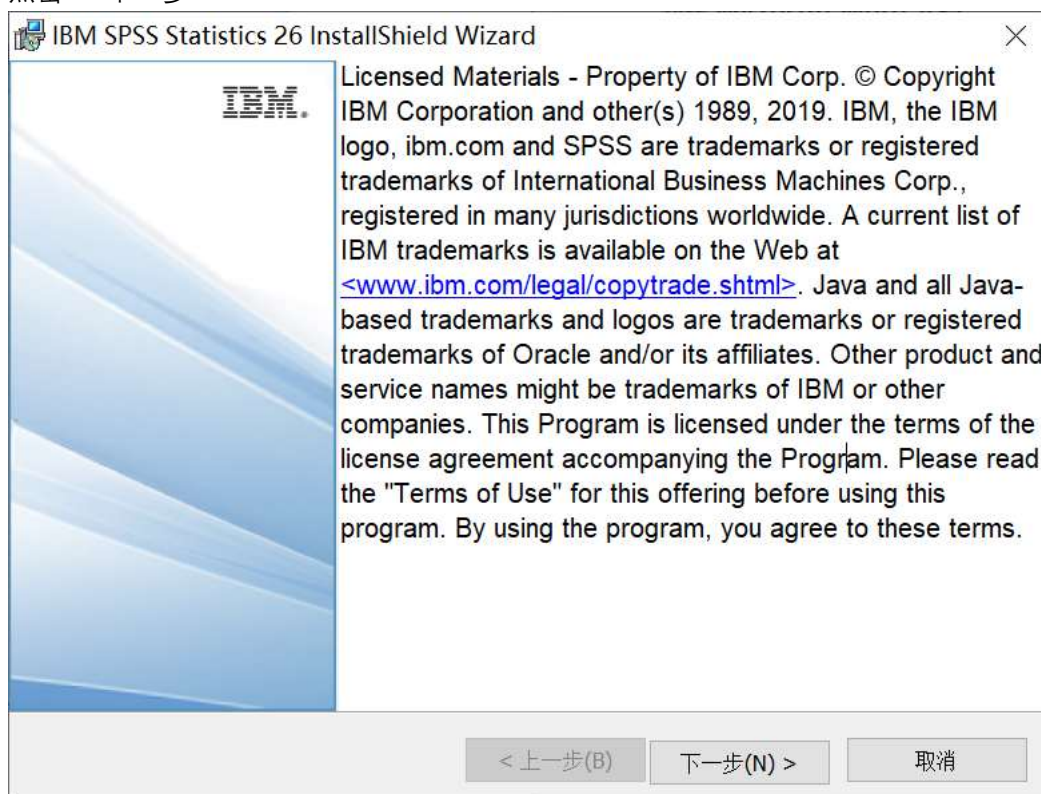 IBM SPSS Statistics 26 InstallShield Wizard
IBM.
Licensed Materials - Property of IBM Corp. © Copyright
IBM Corporation and other(s) 1989, 2019. IBM, the IBM
logo, ibm.com and SPSS are trademarks or registered
trademarks of International Business Machines Corp.,
registered in many jurisdictions worldwide. A current list of
IBM trademarks is available on the Web at
<www.ibm.com/legal/copytrade.shtml>. Java and all Java-
based trademarks and logos are trademarks or registered
trademarks of Oracle and/or its affiliates. Other product and
service names might be trademarks of IBM or other
companies. This Program is licensed under the terms of the
license agreement accompanying the Program. Please read
the "Terms of Use" for this offering before using this
program. By using the program, you agree to these terms.
< 上一步(B)
下一步(N) >
取消